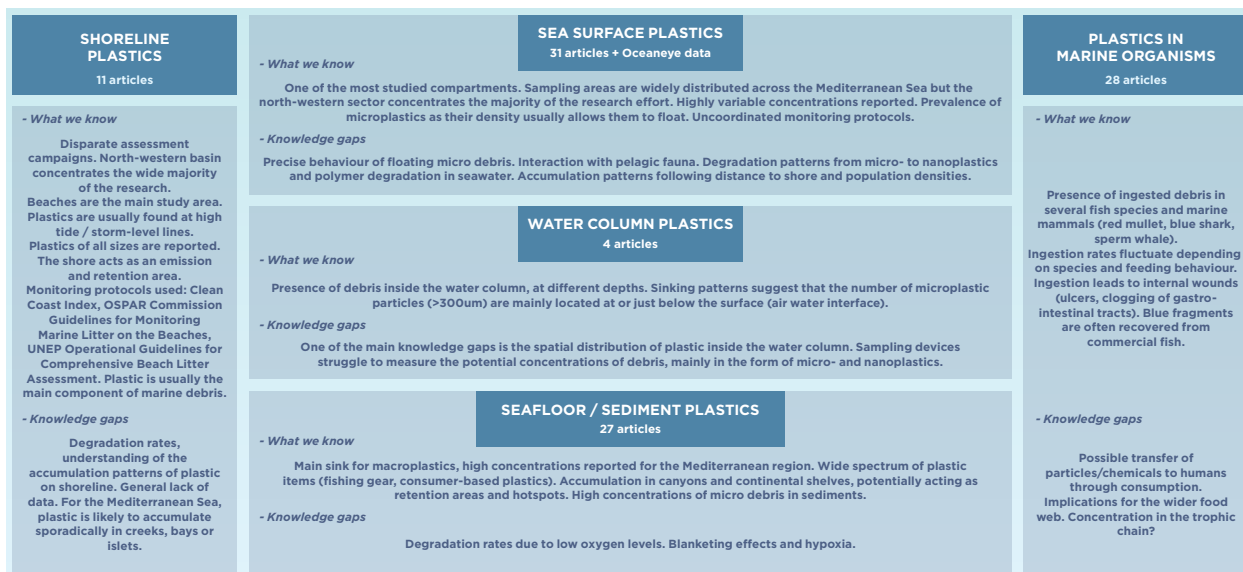 SHORELINE
PLASTICS
11 articles
- What we know
Disparate assessment
campaigns. North-western basin
concentrates the wide majority
of the research.
Beaches are the main study area.
Plastics are usually found at high
tide / storm-level lines.
Plastics of all sizes are reported.
The shore acts as an emission
and retention area.
Monitoring protocols used: Clean
Coast Index, OSPAR Commission
Guidelines for Monitoring
Marine Litter on the Beaches,
UNEP Operational Guidelines for
Comprehensive Beach Litter
Assessment. Plastic is usually the
main component of marine debris.
- Knowledge gaps
Degradation rates,
understanding of the
accumulation patterns of plastic
on shoreline. General lack of
data. For the Mediterranean Sea,
plastic is likely to accumulate
sporadically in creeks, bays or
islets.
SEA SURFACE PLASTICS
31 articles + Oceaneye data
- What we know
One of the most studied compartments. Sampling areas are widely distributed across the Mediterranean Sea but the
north-western sector concentrates the majority of the research effort. Highly variable concentrations reported. Prevalence of
microplastics as their density usually allows them to float. Uncoordinated monitoring protocols.
- Knowledge gaps
Precise behaviour of floating micro debris. Interaction with pelagic fauna. Degradation patterns from micro- to nanoplastics
and polymer degradation in seawater. Accumulation patterns following distance to shore and population densities.
WATER COLUMN PLASTICS
4 articles
- What we know
Presence of debris inside the water column, at different depths. Sinking patterns suggest that the number of microplastic
particles (>300um) are mainly located at or just below the surface (air water interface).
- Knowledge gaps
One of the main knowledge gaps is the spatial distribution of plastic inside the water column. Sampling devices
struggle to measure the potential concentrations of debris, mainly in the form of micro- and nanoplastics.
SEAFLOOR / SEDIMENT PLASTICS
27 articles
- What we know
Main sink for macroplastics, high concentrations reported for the Mediterranean region. Wide spectrum of plastic
items (fishing gear, consumer-based plastics). Accumulation in canyons and continental shelves, potentially acting as
retention areas and hotspots. High concentrations of micro debris in sediments.
- Knowledge gaps
Degradation rates due to low oxygen levels. Blanketing effects and hypoxia.
PLASTICS IN
MARINE ORGANISMS
28 articles
- What we know
Presence of ingested debris in
several fish species and marine
mammals (red mullet, blue shark,
sperm whale).
Ingestion rates fluctuate depending
on species and feeding behaviour.
Ingestion leads to internal wounds
(ulcers, clogging of gastro-
intestinal tracts). Blue fragments
are often recovered from
commercial fish.
- Knowledge gaps
Possible transfer of
particles/chemicals to humans
through consumption.
Implications for the wider food
web. Concentration in the trophic
chain?